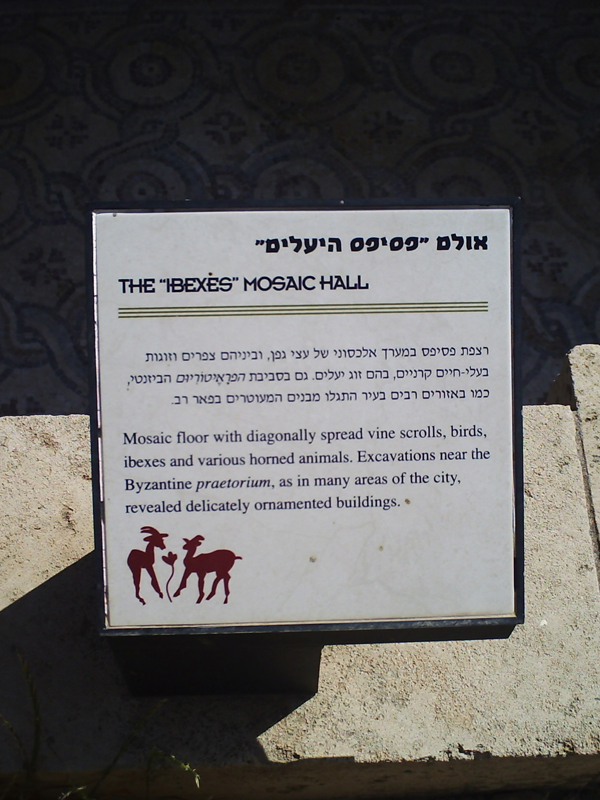 אולם "פסיפס היעלים"
THE "IBEXES" MOSAIC HALL
רצפת פסיפס במערך אלכסוני של עצי גפן, וביניהם צפרים וזוגות
בעלי-חיים קרניים, בהם זוג יעלים. גם בסביבת הפְּרָאֶיטוֹרְיוּם הביזנטי,
כמו באזורים רבים בעיר התגלו מבנים המעוטרים בפאר רב.
Mosaic floor with diagonally spread vine scrolls, birds,
ibexes and various horned animals. Excavations near the
Byzantine praetorium, as in many areas of the city,
revealed delicately ornamented buildings.